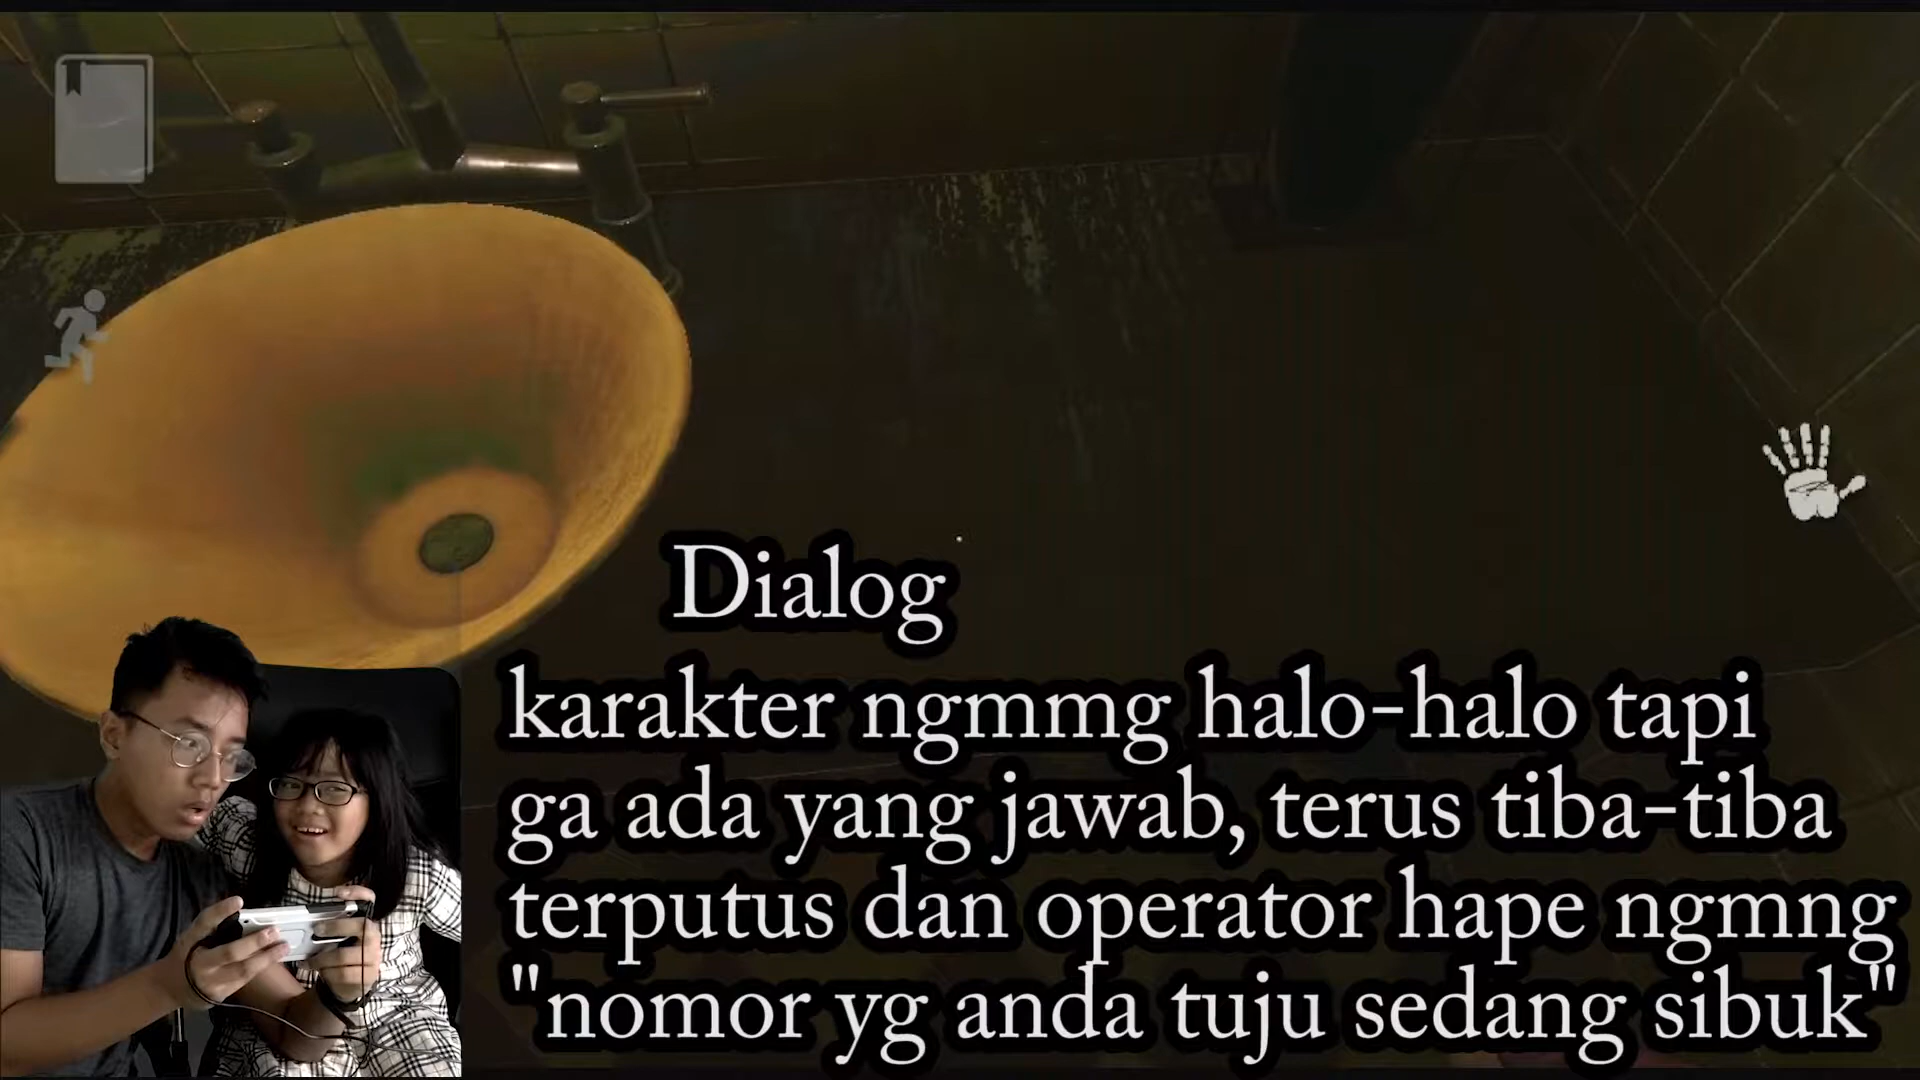 Dialog
karakter ngmmg halo-halo tapi
ga ada yang jawab, terus tiba-tiba
terputus dan operator hape ngmng
"nomor yg anda tuju sedang sibuk"